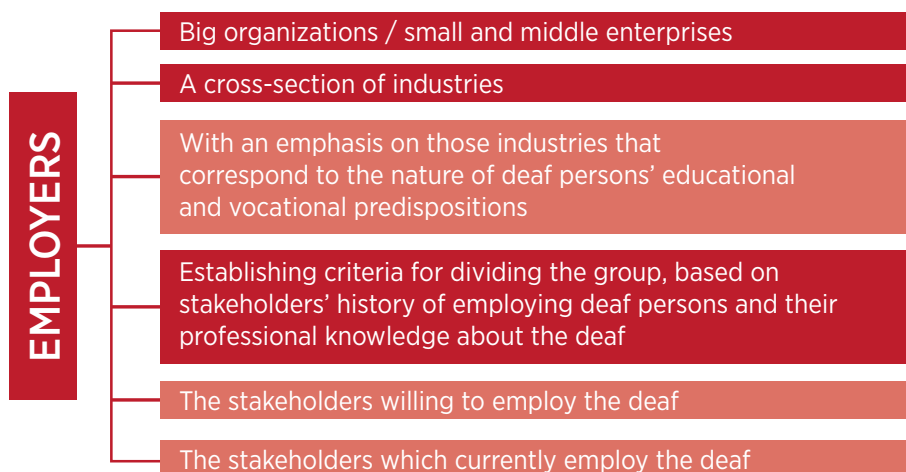 EMPLOYERS
Big organizations / small and middle enterprises
A cross-section of industries
With an emphasis on those industries that
correspond to the nature of deaf persons’ educational
and vocational predispositions
Establishing criteria for dividing the group, based on
stakeholders’ history of employing deaf persons and their
professional knowledge about the deaf
The stakeholders willing to employ the deaf
The stakeholders which currently employ the deaf